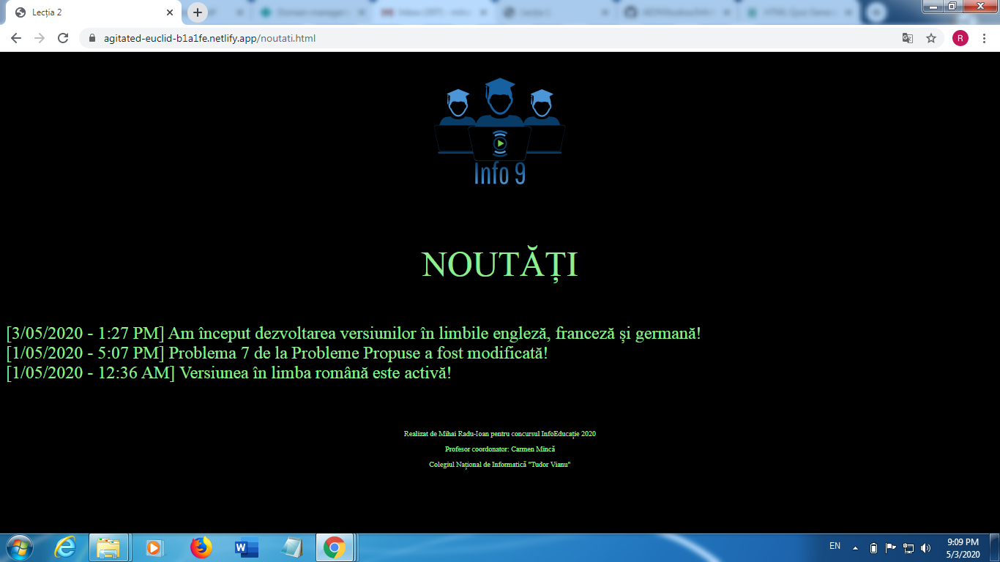 Lecția 2
agitated-euclid-b1a1fe.netlify.app/noutati.html
R
Info 9
NOUTĂȚI
[3/05/2020 - 1:27 PM] Am început dezvoltarea versiunilor în limbile engleză, franceză și germană!
[1/05/2020 - 5:07 PM] Problema 7 de la Probleme Propuse a fost modificată!
[1/05/2020 - 12:36 AM] Versiunea în limba română este activă!
Realizat de Mihai Radu-Ioan pentru concursul InfoEducație 2020
Profesor coordonator: Carmen Mincă
Colegiul Național de Informatică "Tudor Vianu"
EN
9:09 PM
5/3/2020